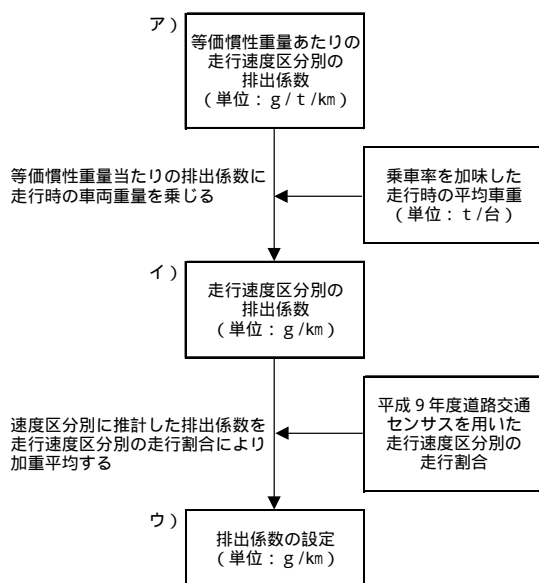 ア)
等価慣性重量あたりの
走行速度区分別の
排出係数
(単位:g/t/km)
等価慣性重量当たりの排出係数に
走行時の車両重量を乗じる
乗車率を加味した
走行時の平均車重
(単位:t/台)
イ)
走行速度区分別の
排出係数
(単位:g/km)
速度区分別に推計した排出係数を
走行速度区分別の走行割合により
加重平均する
平成9年度道路交通
センサスを用いた
走行速度区分別の
走行割合
ウ)
排出係数の設定
(単位:g/km)